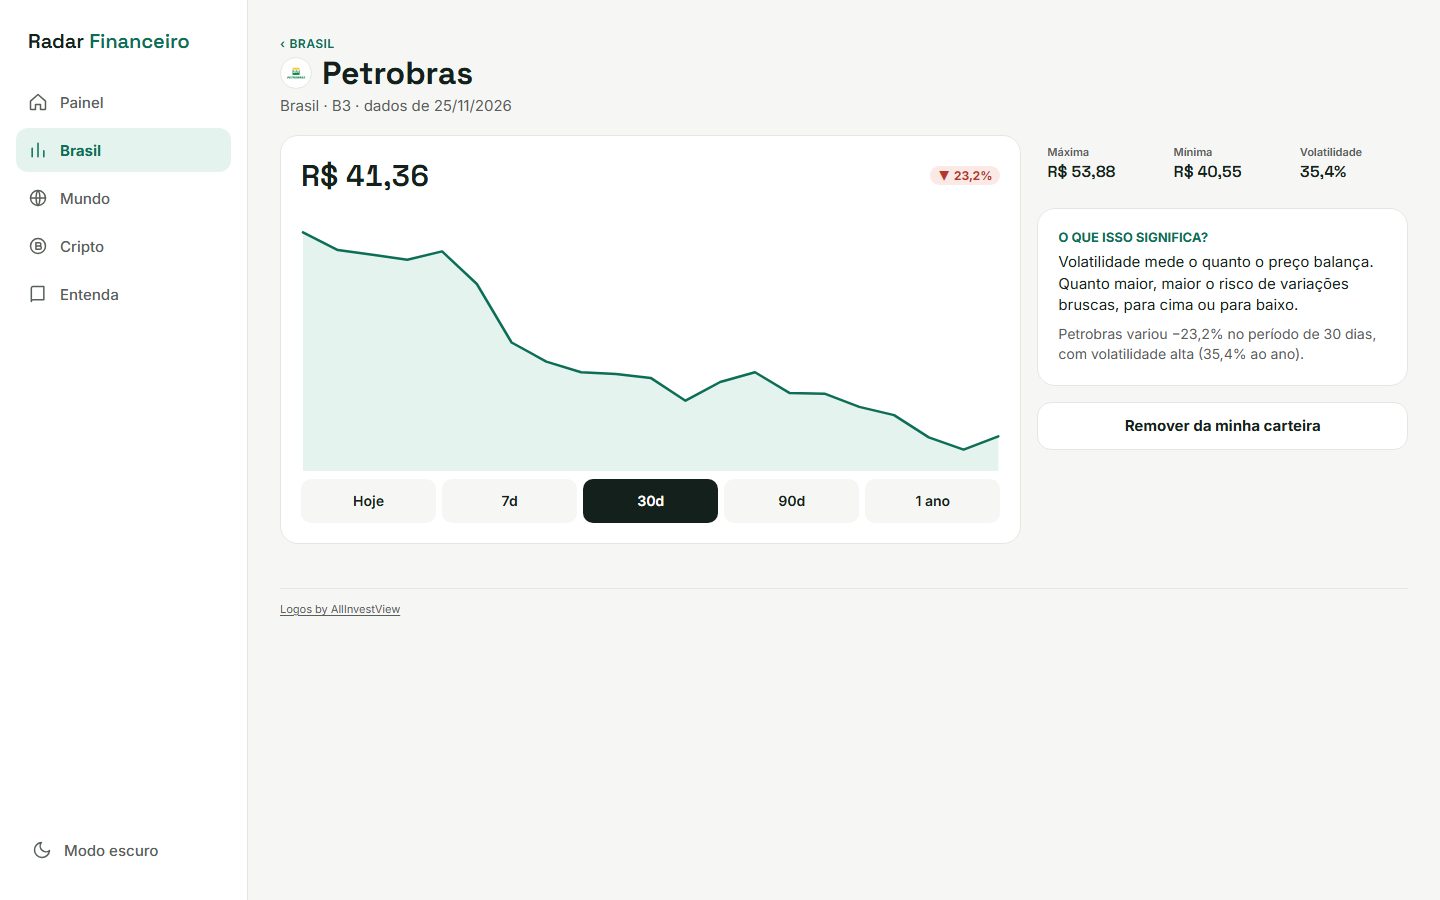 Radar Financeiro
Painel
Brasil
Mundo
Cripto
Entenda
Modo escuro
‹ BRASIL
Petrobras
Brasil · B3 · dados de 25/11/2026
R$ 41,36
▼ 23,2%
Hoje
7d
30d
90d
1 ano
Máxima
R$ 53,88
Mínima
R$ 40,55
Volatilidade
35,4%
O QUE ISSO SIGNIFICA?
Volatilidade mede o quanto o preço balança.
Quanto maior, maior o risco de variações
bruscas, para cima ou para baixo.
Petrobras variou −23,2% no período de 30 dias,
com volatilidade alta (35,4% ao ano).
Remover da minha carteira
Logos by AllInvestView